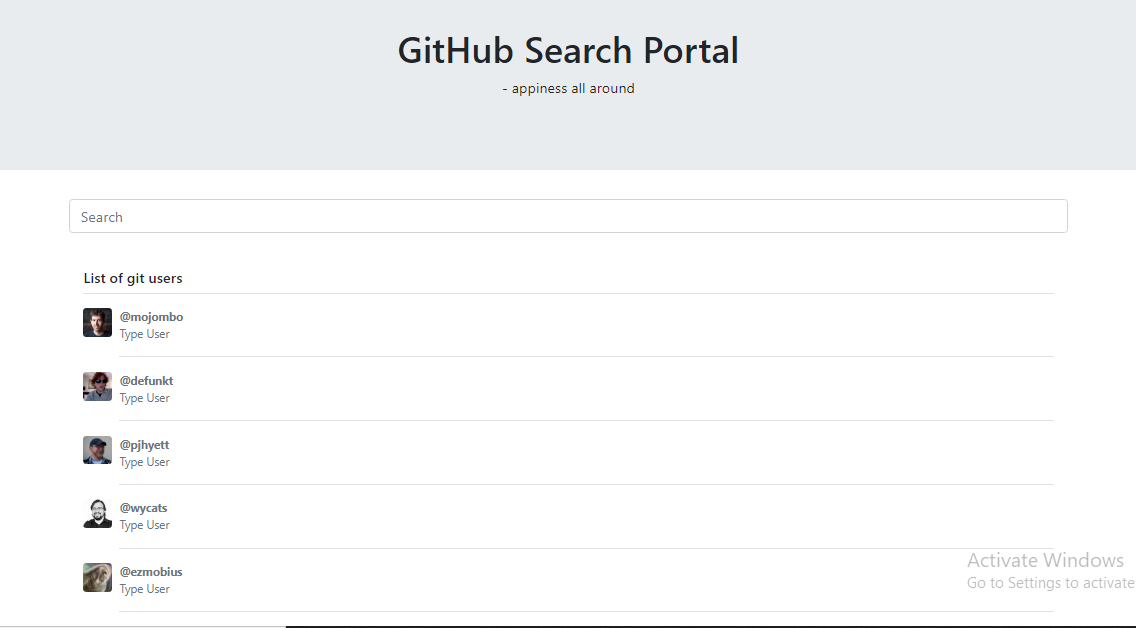 GitHub Search Portal
- appiness all around
Search
List of git users
@mojombo
Type User
@defunkt
Type User
@pjhyett
Type User
@wycats
Type User
@ezmobius
Type User
Activate Windows
Go to Settings to activate